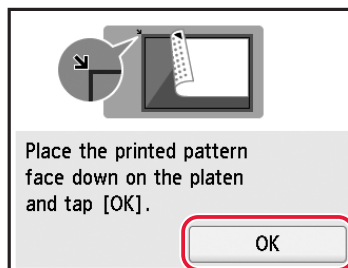 Place the printed pattern
face down on the platen
and tap [OK].
OK